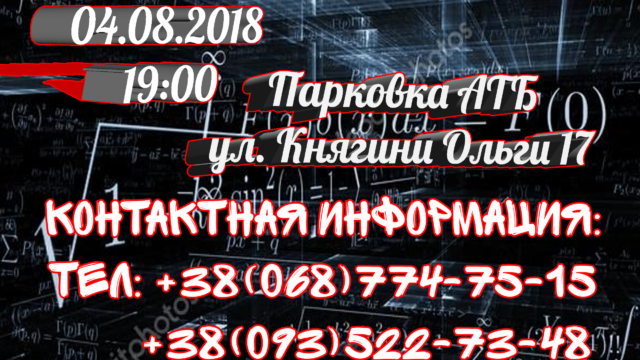 04.08.2018
19:00
Парковка АТБ
ул. Княгини Ольги 17
КОНТАКТНАЯ ИНФОРМАЦИЯ:
ТЕЛ: +38(068)774-75-15
+38(093)522-73-48